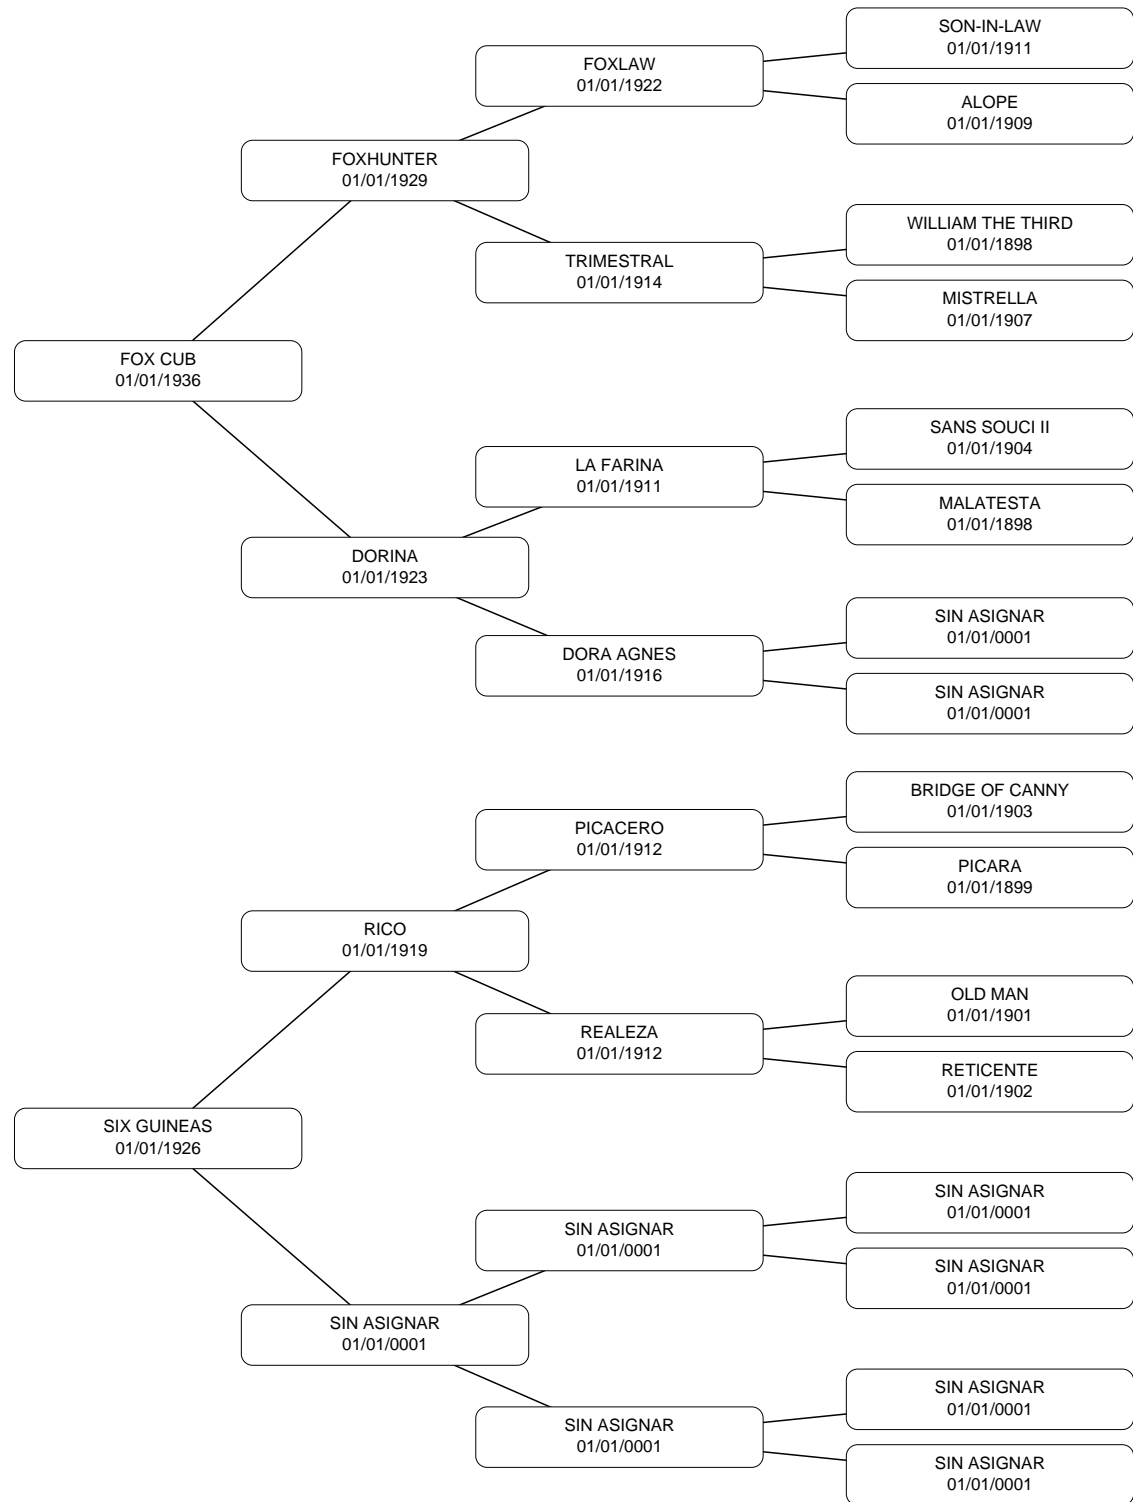 SON-IN-LAW
01/01/1911
FOXLAW
01/01/1922
ALOPE
01/01/1909
FOXHUNTER
01/01/1929
WILLIAM THE THIRD
01/01/1898
TRIMESTRAL
01/01/1914
MISTRELLA
01/01/1907
FOX CUB
01/01/1936
SANS SOUCI II
01/01/1904
LA FARINA
01/01/1911
MALATESTA
01/01/1898
DORINA
01/01/1923
SIN ASIGNAR
01/01/0001
DORA AGNES
01/01/1916
SIN ASIGNAR
01/01/0001
BRIDGE OF CANNY
01/01/1903
PICACERO
01/01/1912
PICARA
01/01/1899
RICO
01/01/1919
OLD MAN
01/01/1901
REALEZA
01/01/1912
RETICENTE
01/01/1902
SIX GUINEAS
01/01/1926
SIN ASIGNAR
01/01/0001
SIN ASIGNAR
01/01/0001
SIN ASIGNAR
01/01/0001
SIN ASIGNAR
01/01/0001
SIN ASIGNAR
01/01/0001
SIN ASIGNAR
01/01/0001
SIN ASIGNAR
01/01/0001